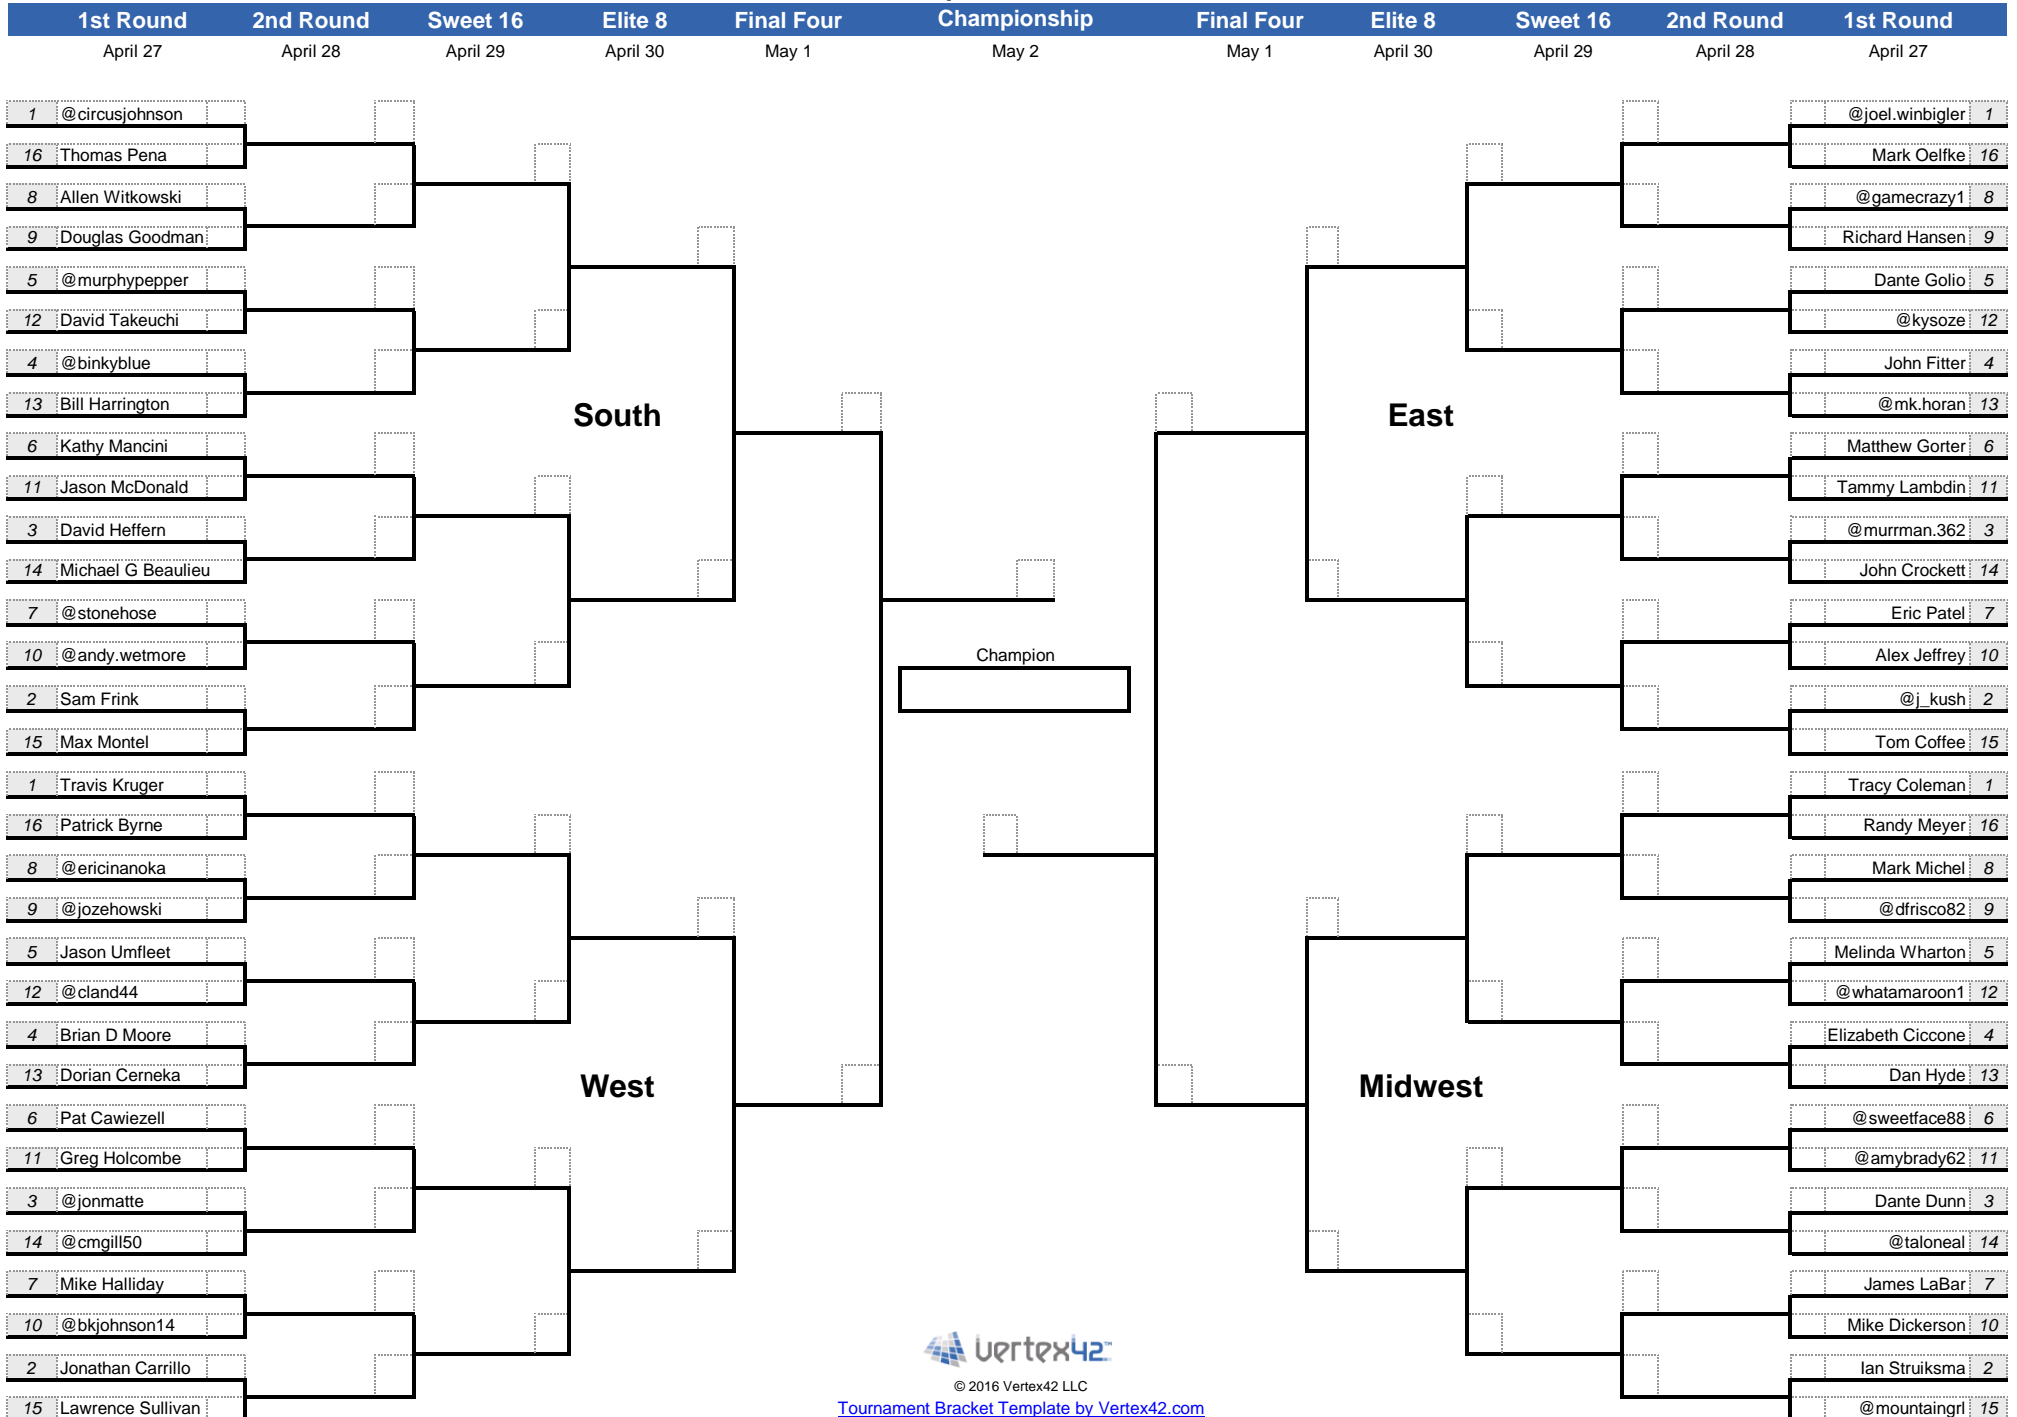 1st Round 2nd Round Sweet 16 Elite 8 Final Four Championship Final Four Elite 8 Sweet 16 2nd Round 1st Round
April 27 April 28 April 29 April 30 May 1 May 2 May 1 April 30 April 29 April 28 April 27
1 @circusjohnson
16 Thomas Pena
8 Allen Witkowski
9 Douglas Goodman
5 @murphypepper
12 David Takeuchi
4 @binkyblue
13 Bill Harrington
South
6 Kathy Mancini
11 Jason McDonald
3 David Heffern
14 Michael G Beaulieu
7 @stonehose
10 @andy.wetmore
2 Sam Frink
15 Max Montel
1 Travis Kruger
16 Patrick Byrne
8 @ericinanoka
9 @jozehowski
5 Jason Umfleet
12 @cland44
4 Brian D Moore
13 Dorian Cerneka
West
6 Pat Cawiezell
11 Greg Holcombe
3 @jonmatte
14 @cmgill50
7 Mike Halliday
10 @bkjohnson14
2 Jonathan Carrillo
15 Lawrence Sullivan
Champion
vertex42™
© 2016 Vertex42 LLC
Tournament Bracket Template by Vertex42.com
@joel.winbigler 1
Mark Oelfke 16
@gamecrazy1 8
Richard Hansen 9
Dante Golio 5
@kysoze 12
John Fitter 4
@mk.horan 13
East
Matthew Gorter 6
Tammy Lambdin 11
@murrman.362 3
John Crockett 14
Eric Patel 7
Alex Jeffrey 10
@j_kush 2
Tom Coffee 15
Tracy Coleman 1
Randy Meyer 16
Mark Michel 8
@dfrisco82 9
Melinda Wharton 5
@whatamaroon1 12
Elizabeth Ciccone 4
Dan Hyde 13
Midwest
@sweetface88 6
@amybrady62 11
Dante Dunn 3
@taloneal 14
James LaBar 7
Mike Dickerson 10
Ian Struiksma 2
@mountaingrl 15